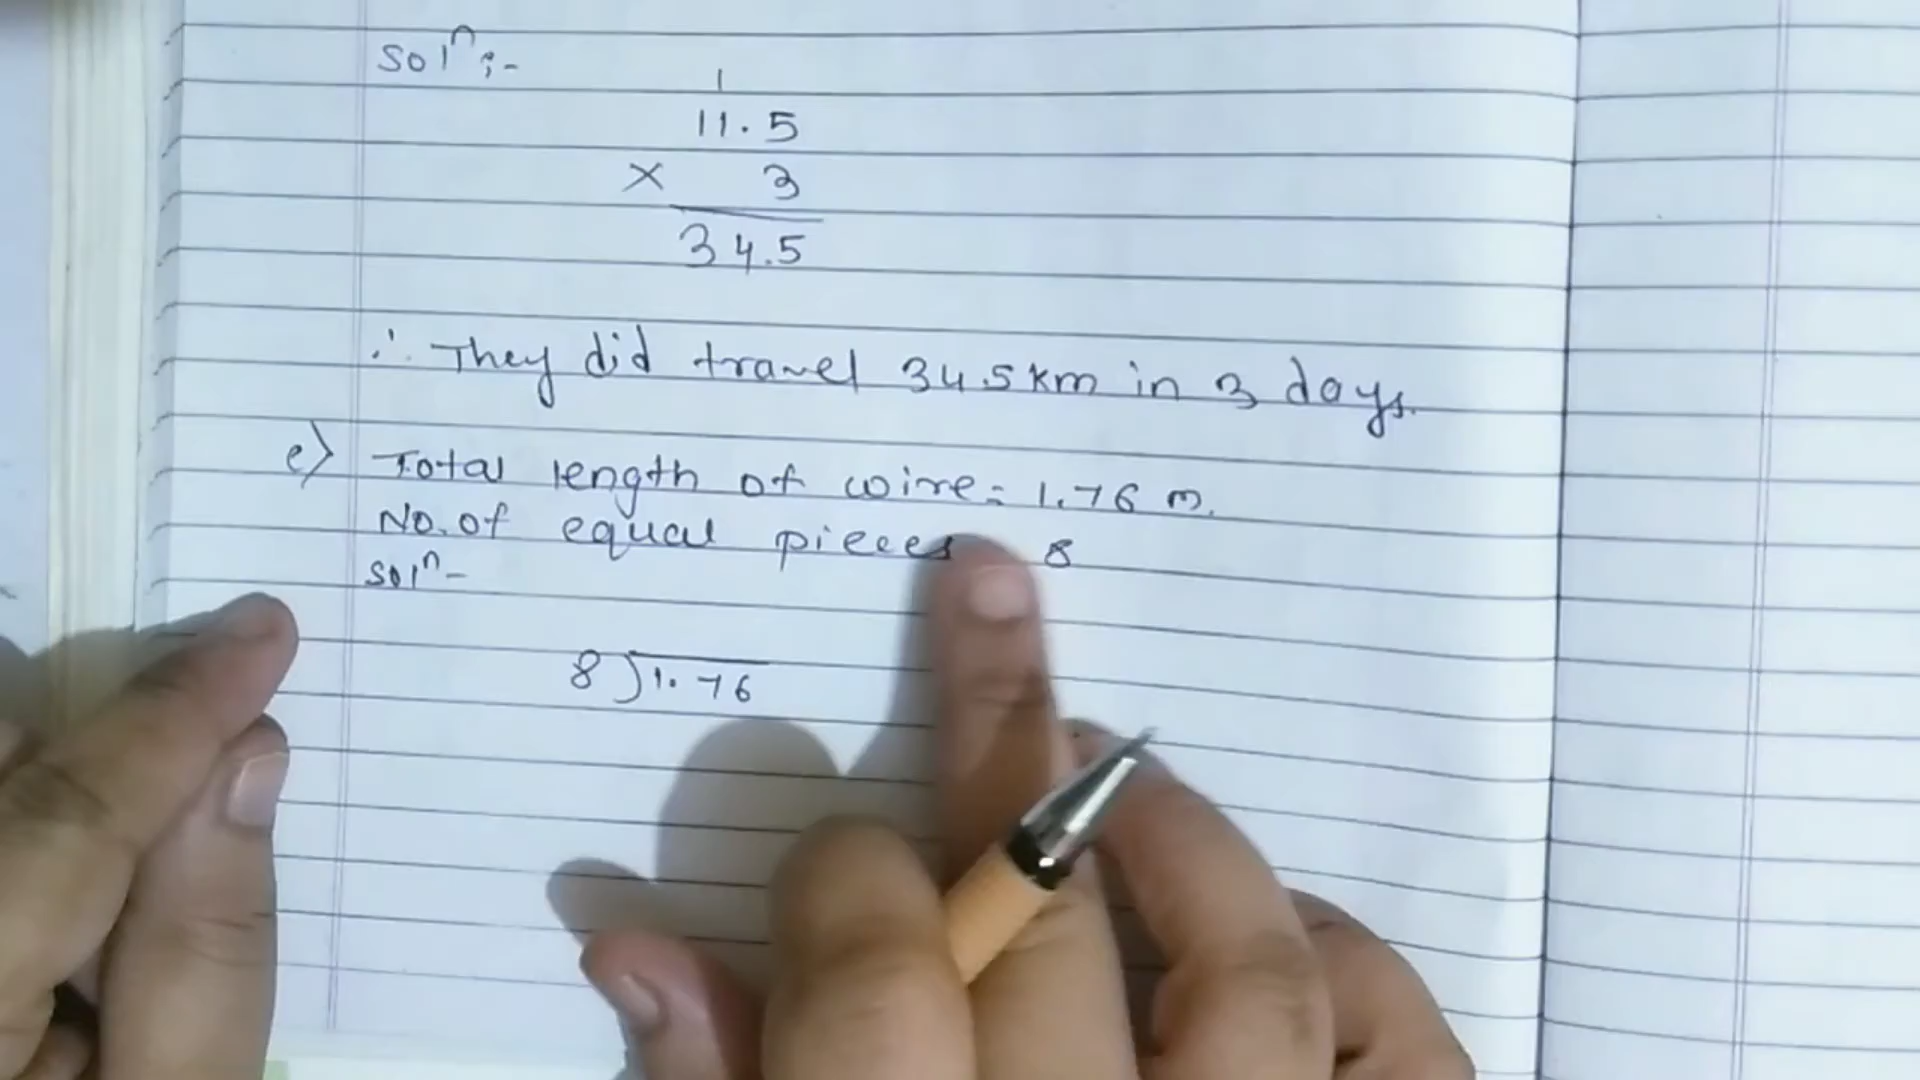 Solⁿ :-
1
11.5
× 3
34.5
∴ They did travel 34.5 km in 3 days.
e) Total length of wire = 1.76 m.
No. of equal pieces 8
Solⁿ -
8)1.76